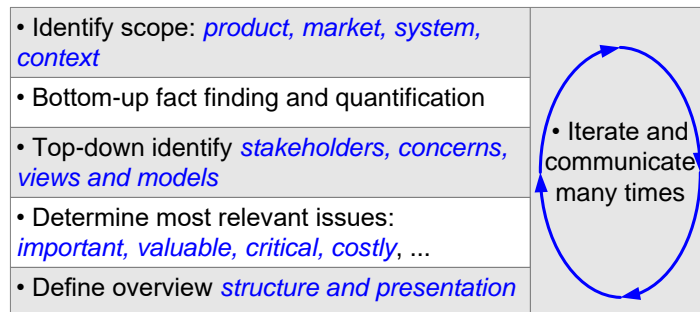 • Identify scope: product, market, system,
context
• Bottom-up fact finding and quantification
• Top-down identify stakeholders, concerns,
views and models
• Determine most relevant issues:
important, valuable, critical, costly, ...
• Define overview structure and presentation
• Iterate and
communicate
many times